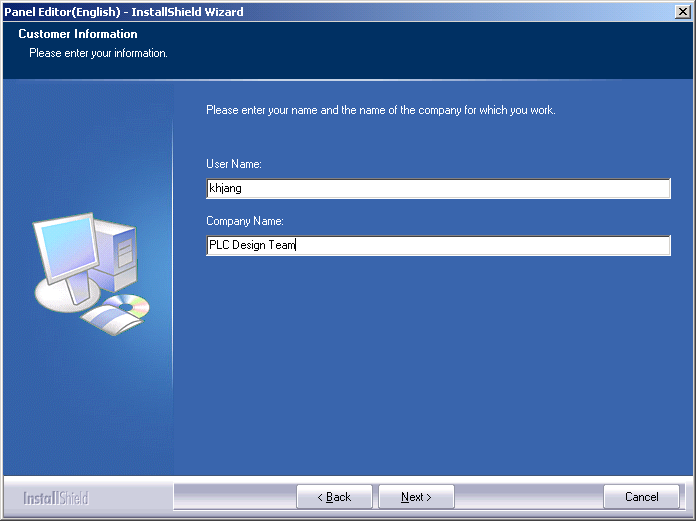 Panel Editor(English) - InstallShield Wizard
Customer Information
Please enter your information.
Please enter your name and the name of the company for which you work.
User Name:
khjang
Company Name:
PLC Design Team
InstallShield
< Back
Next >
Cancel